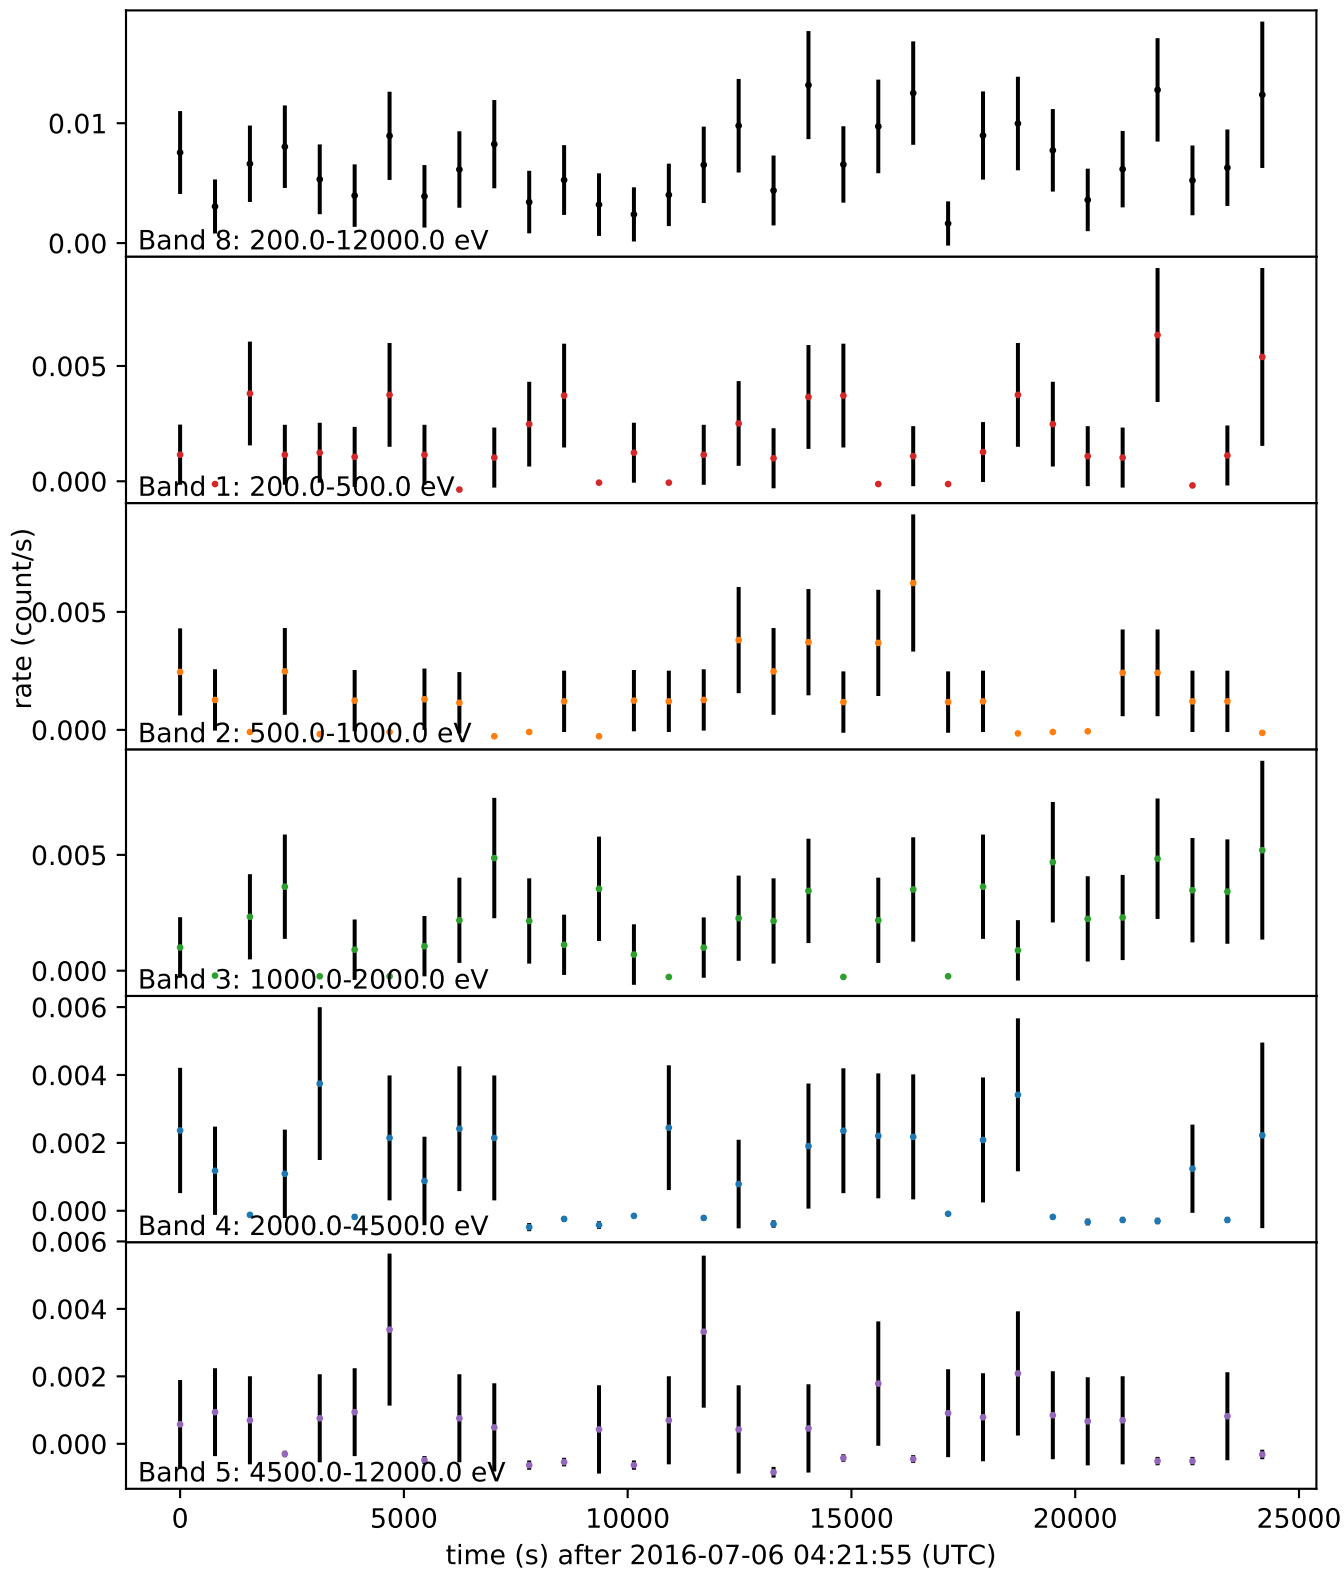 0.01
0.00
Band 8: 200.0-12000.0 eV
0.005
0.000
Band 1: 200.0-500.0 eV
rate (count/s)
0.005
0.000
Band 2: 500.0-1000.0 eV
0.005
0.000
Band 3: 1000.0-2000.0 eV
0.006
0.004
0.002
0.000
Band 4: 2000.0-4500.0 eV
0.006
0.004
0.002
0.000
Band 5: 4500.0-12000.0 eV
0 5000 10000 15000 20000 25000
time (s) after 2016-07-06 04:21:55 (UTC)